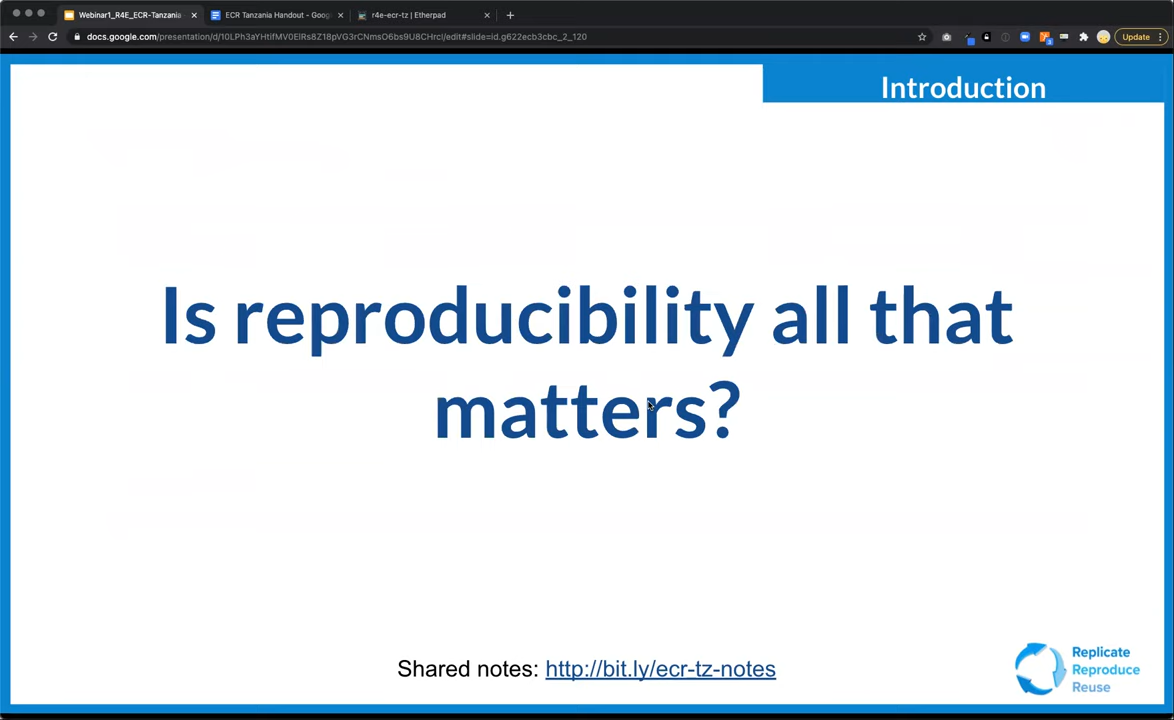 Webinar1_R4E_ECR-Tanzania
ECR Tanzania Handout - Goog
r4e-ecr-tz | Etherpad
docs.google.com/presentation/d/10LPh3aYHtifMV0ElRs8Z18pVG3rCNmsO6bs9U8CHrcI/edit#slide=id.g622ecb3cbc_2_120
Update
Introduction
Is reproducibility all that
matters?
Shared notes: http://bit.ly/ecr-tz-notes
Replicate
Reproduce
Reuse